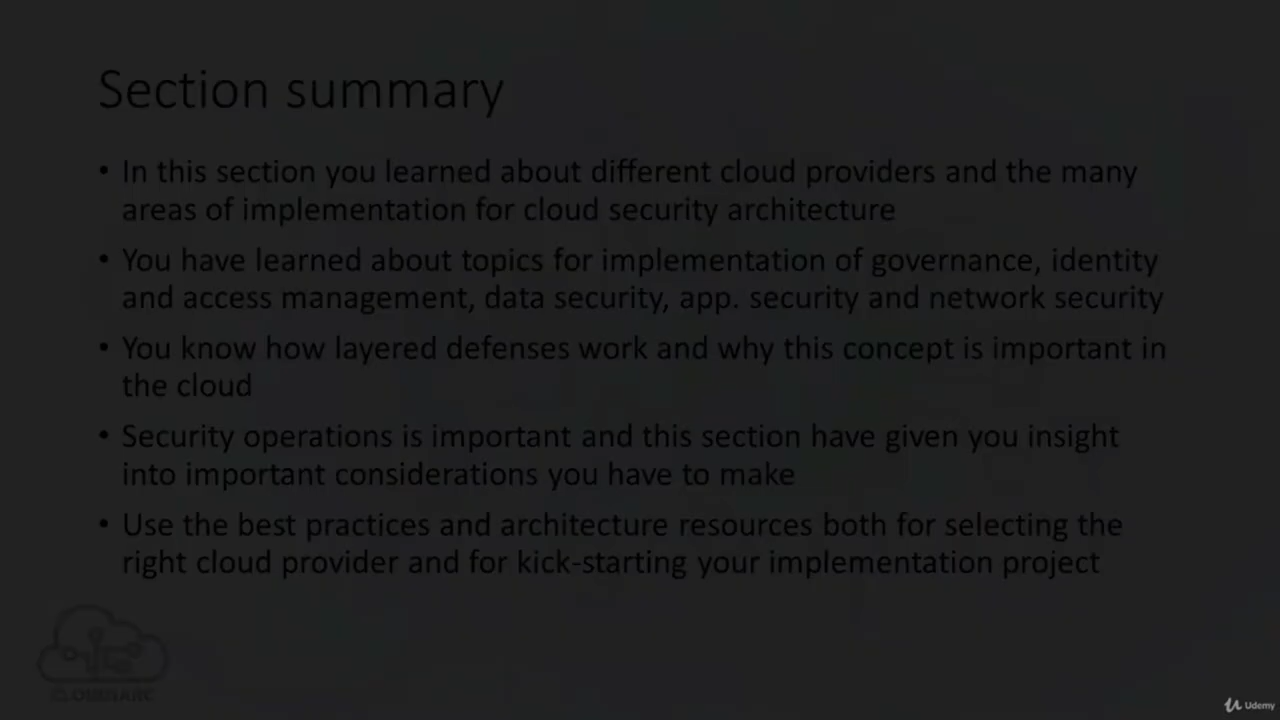 Section summary
• In this section you learned about different cloud providers and the many
areas of implementation for cloud security architecture
• You have learned about topics for implementation of governance, identity
and access management, data security, app. security and network security
• You know how layered defenses work and why this concept is important in
the cloud
• Security operations is important and this section have given you insight
into important considerations you have to make
• Use the best practices and architecture resources both for selecting the
right cloud provider and for kick-starting your implementation project
Udemy